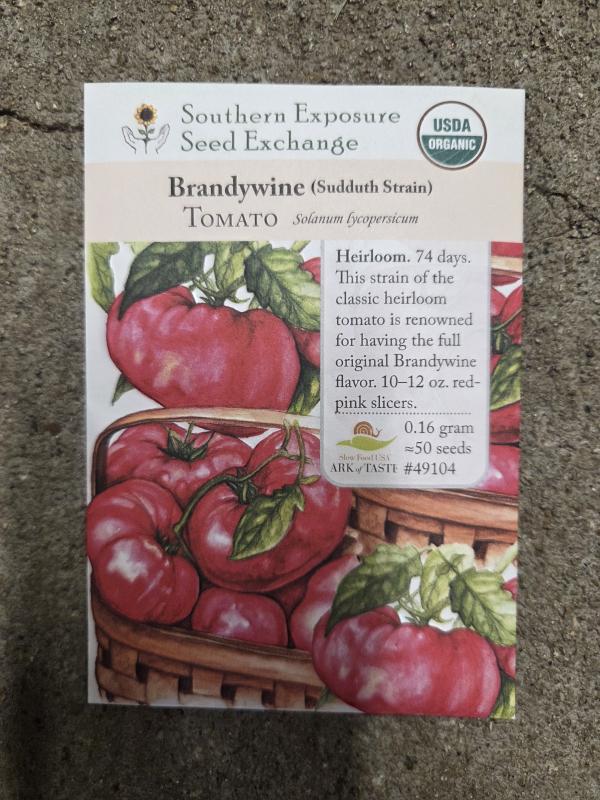 Southern Exposure
Seed Exchange
USDA
ORGANIC
Brandywine (Sudduth Strain)
TOMATO Solanum lycopersicum
Heirloom. 74 days.
This strain of the
classic heirloom
tomato is renowned
for having the full
original Brandywine
flavor. 10–12 oz. red-
pink slicers.
Slow Food USA
ARK of TASTE
0.16 gram
≈50 seeds
#49104